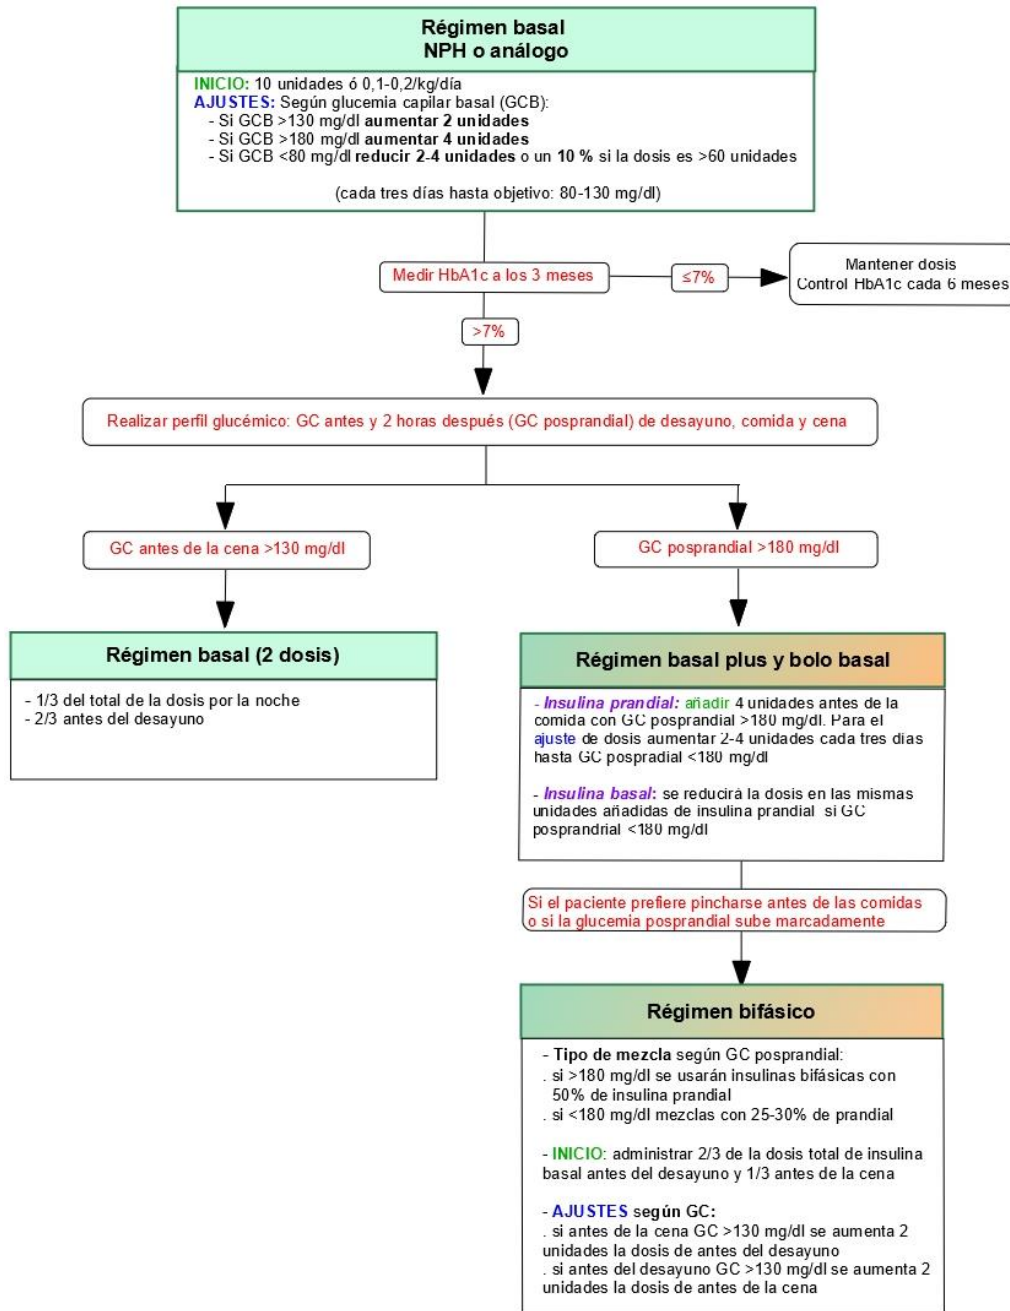 Régimen basal
NPH o análogo
INICIO: 10 unidades ó 0,1-0,2/kg/día
AJUSTES: Según glucemia capilar basal (GCB):
- Si GCB >130 mg/dl aumentar 2 unidades
- Si GCB >180 mg/dl aumentar 4 unidades
- Si GCB <80 mg/dl reducir 2-4 unidades o un 10 % si la dosis es >60 unidades
(cada tres días hasta objetivo: 80-130 mg/dl)
Medir HbA1c a los 3 meses
≤7%
Mantener dosis
Control HbA1c cada 6 meses
>7%
Realizar perfil glucémico: GC antes y 2 horas después (GC posprandial) de desayuno, comida y cena
GC antes de la cena >130 mg/dl
GC posprandial >180 mg/dl
Régimen basal (2 dosis)
- 1/3 del total de la dosis por la noche
- 2/3 antes del desayuno
Régimen basal plus y bolo basal
- Insulina prandial: añadir 4 unidades antes de la
comida con GC posprandial >180 mg/dl. Para el
ajuste de dosis aumentar 2-4 unidades cada tres días
hasta GC pospradial <180 mg/dl
- Insulina basal: se reducirá la dosis en las mismas
unidades añadidas de insulina prandial si GC
posprandrial <180 mg/dl
Si el paciente prefiere pincharse antes de las comidas
o si la glucemia posprandial sube marcadamente
Régimen bifásico
- Tipo de mezcla según GC posprandial:
. si >180 mg/dl se usarán insulinas bifásicas con
50% de insulina prandial
. si <180 mg/dl mezclas con 25-30% de prandial
- INICIO: administrar 2/3 de la dosis total de insulina
basal antes del desayuno y 1/3 antes de la cena
- AJUSTES según GC:
. si antes de la cena GC >130 mg/dl se aumenta 2
unidades la dosis de antes del desayuno
. si antes del desayuno GC >130 mg/dl se aumenta 2
unidades la dosis de antes de la cena